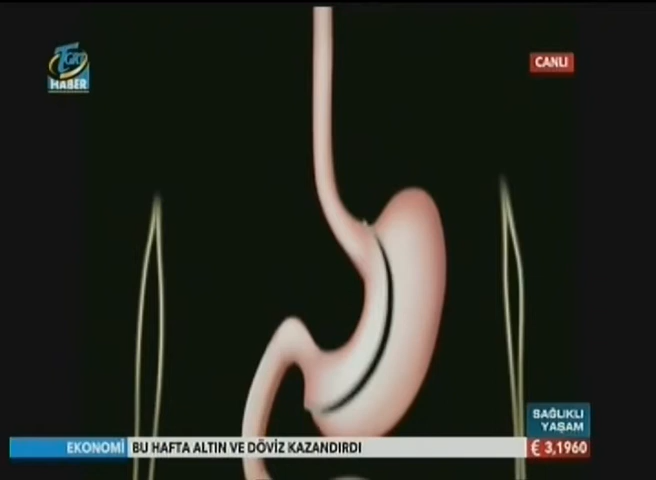 TGRT
HABER
CANLI
SAĞLIKLI
YAŞAM
EKONOMİ BU HAFTA ALTIN VE DÖVİZ KAZANDIRDI € 3,1960